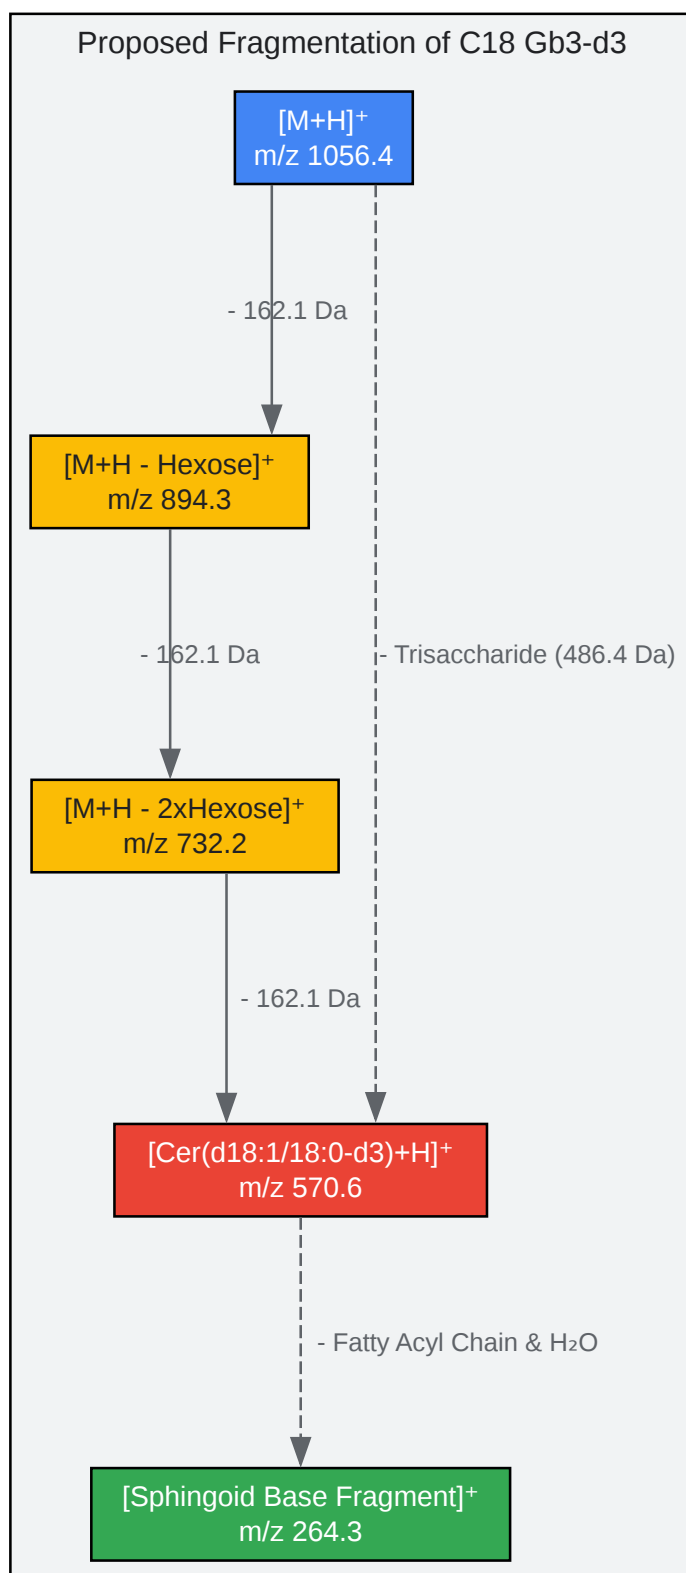 Proposed Fragmentation of C18 Gb3-d3
[M+H]⁺
m/z 1056.4
- 162.1 Da
[M+H - Hexose]⁺
m/z 894.3
- 162.1 Da
- Trisaccharide (486.4 Da)
[M+H - 2xHexose]⁺
m/z 732.2
- 162.1 Da
[Cer(d18:1/18:0-d3)+H]⁺
m/z 570.6
- Fatty Acyl Chain & H₂O
[Sphingoid Base Fragment]⁺
m/z 264.3